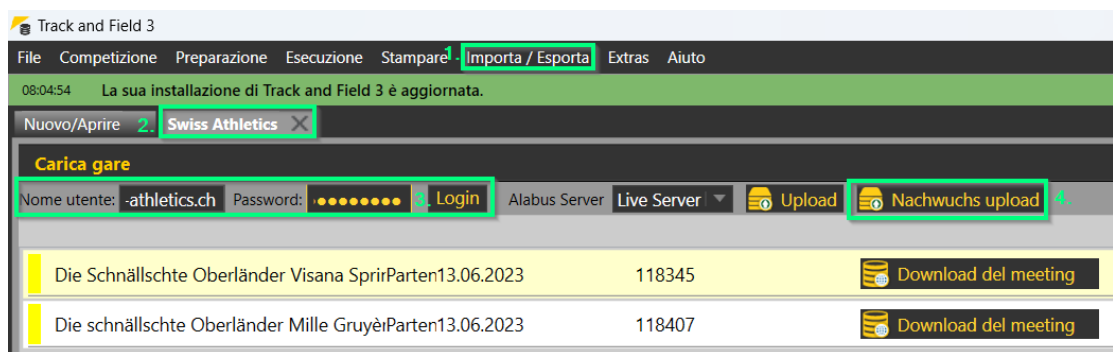 Track and Field 3
File Competizione Preparazione Esecuzione Stampare 1. Importa / Esporta Extras Aiuto
08:04:54 La sua installazione di Track and Field 3 è aggiornata.
Nuovo/Aprire 2. Swiss Athletics
Carica gare
Nome utente: -athletics.ch Password: 3. Login Alabus Server Live Server Upload Nachwuchs upload 4.
Die Schnällschte Oberländer Visana SprirParten13.06.2023 118345 Download del meeting
Die schnällschte Oberländer Mille GruyèrParten13.06.2023 118407 Download del meeting